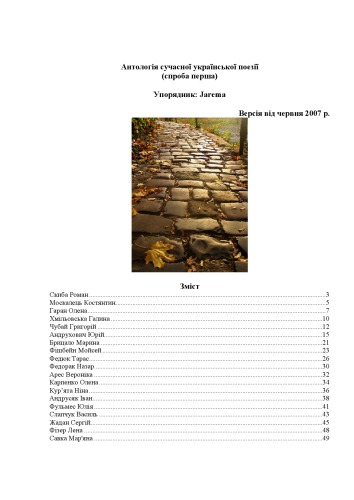 Антологія сучасної української поезії
(спроба перша)
Упорядник: Jarema
Версія від червня 2007 р.
Зміст
Скиба Роман....3
Москалець Костянтин....5
Гаран Олена....7
Хмільовська Галина....10
Чубай Григорій....12
Андрухович Юрій....15
Брицало Марина....21
Фішбейн Мойсей....23
Федюк Тарас....26
Федорак Назар....30
Арес Вероніка....32
Карпенко Олена....34
Кур’ята Ніна....36
Андрусяк Іван....38
Фульмес Юлія....41
Слапчук Василь....43
Жадан Сергій....45
Фізер Лена....48
Савка Мар'яна....49